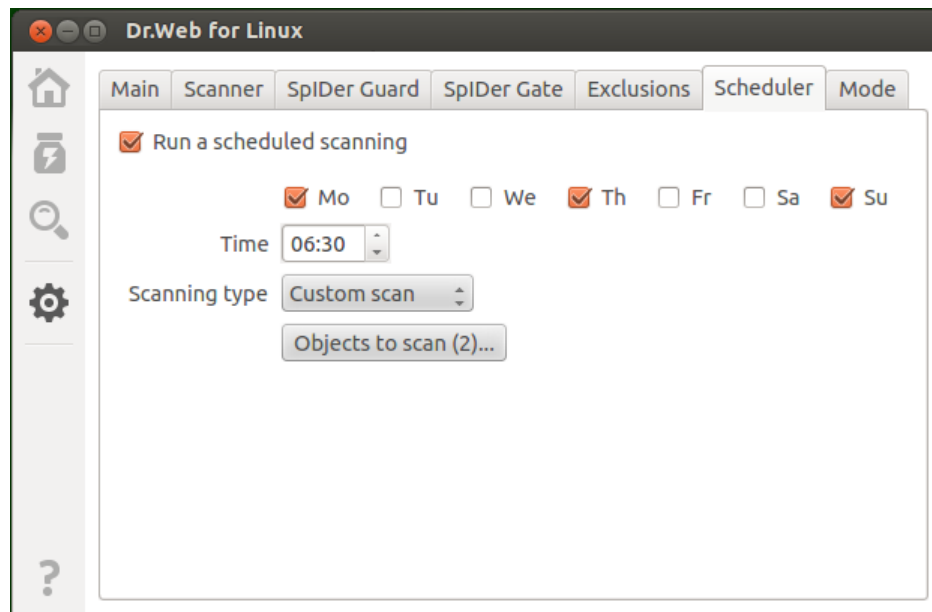 Dr.Web for Linux
Main Scanner SpIDer Guard SpIDer Gate Exclusions Scheduler Mode
Run a scheduled scanning
Mo Tu We Th Fr Sa Su
Time 06:30
Scanning type Custom scan
Objects to scan (2)...
?